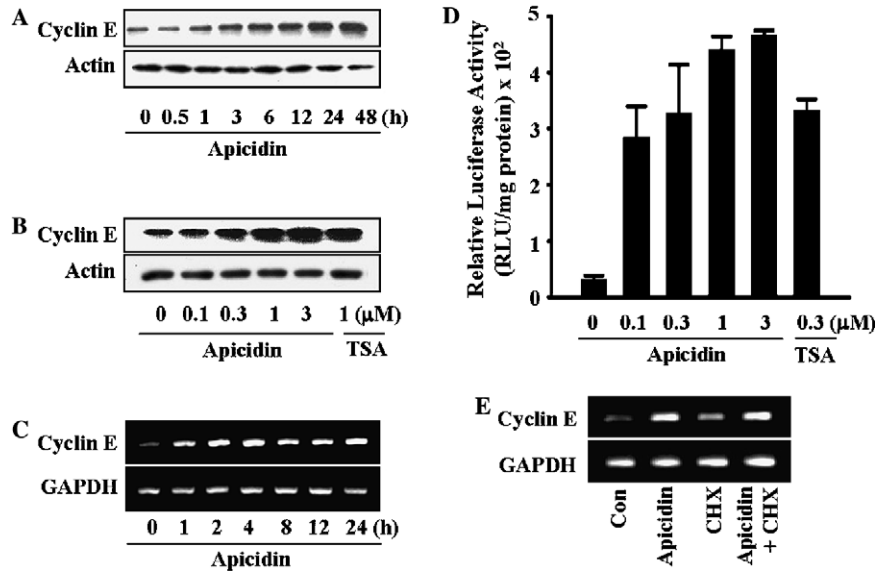 A
Cyclin E
Actin
0 0.5 1 3 6 12 24 48 (h)
Apicidin
B
Cyclin E
Actin
0 0.1 0.3 1 3 1 (μM)
Apicidin TSA
C
Cyclin E
GAPDH
0 1 2 4 8 12 24 (h)
Apicidin
D
Relative Luciferase Activity
(RLU/mg protein) x 10²
5
4
3
2
4
0
0 0.1 0.3 1 3 0.3 (μM)
Apicidin TSA
E
Cyclin E
GAPDH
Con
Apicidin
CHX
Apicidin
+ CHX